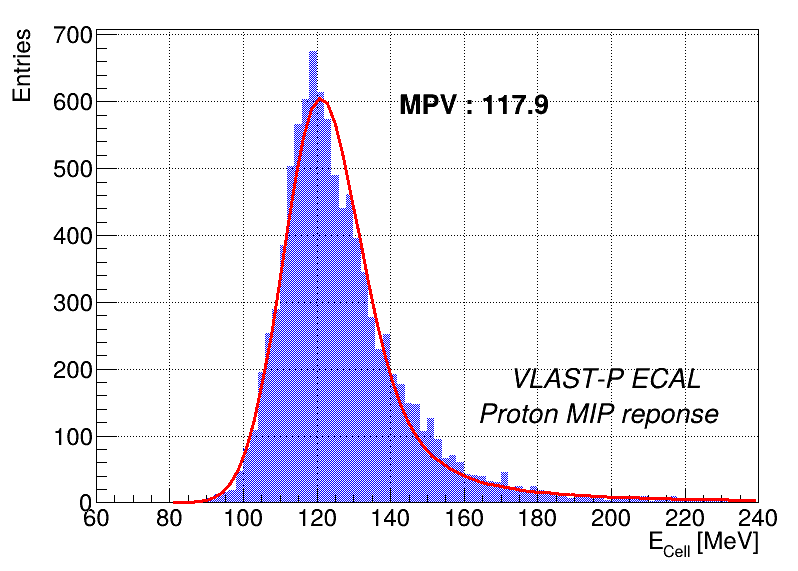 Entries
700
600
500
400
300
200
100
0
MPV : 117.9
VLAST-P ECAL
Proton MIP reponse
60 80 100 120 140 160 180 200 220 240
E_Cell [MeV]